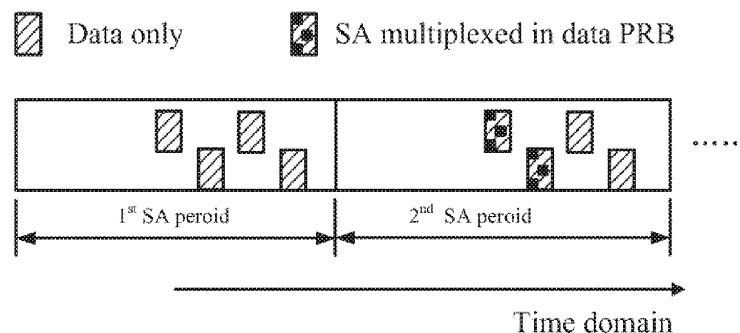 Data only
SA multiplexed in data PRB
1st SA peroid
2nd SA peroid
.....
Time domain